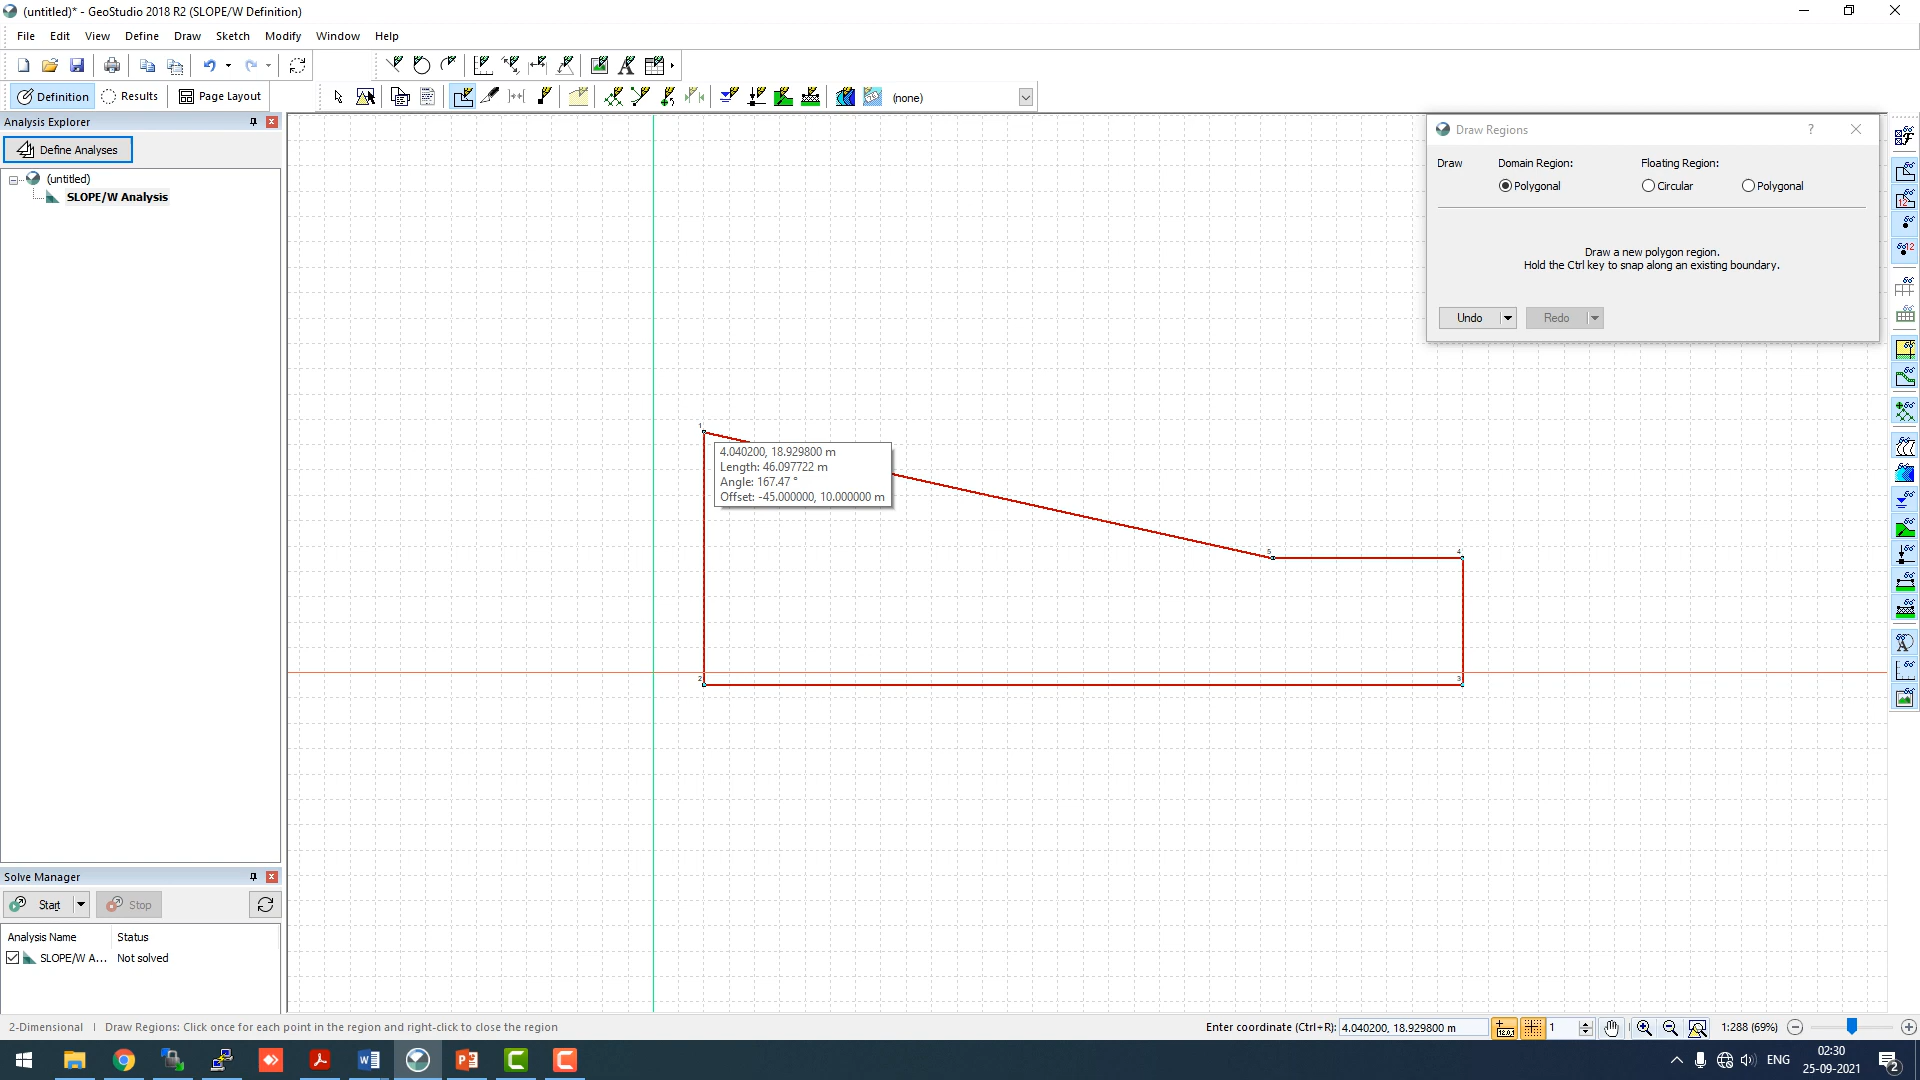 (untitled)* - GeoStudio 2018 R2 (SLOPE/W Definition)
File Edit View Define Draw Sketch Modify Window Help
Definition Results Page Layout (none)
Analysis Explorer
Define Analyses
(untitled)
SLOPE/W Analysis
Draw Regions ?
Draw Domain Region: Floating Region:
Polygonal Circular Polygonal
Draw a new polygon region.
Hold the Ctrl key to snap along an existing boundary.
Undo Redo
1
4.040200, 18.929800 m
Length: 46.097722 m
Angle: 167.47 °
Offset: -45.000000, 10.000000 m
5 4
2 3
Solve Manager
Start Stop
Analysis Name Status
SLOPE/W A... Not solved
2-Dimensional | Draw Regions: Click once for each point in the region and right-click to close the region
Enter coordinate (Ctrl+R): 4.040200, 18.929800 m 1 1:288 (69%)
ENG 02:30
25-09-2021 2